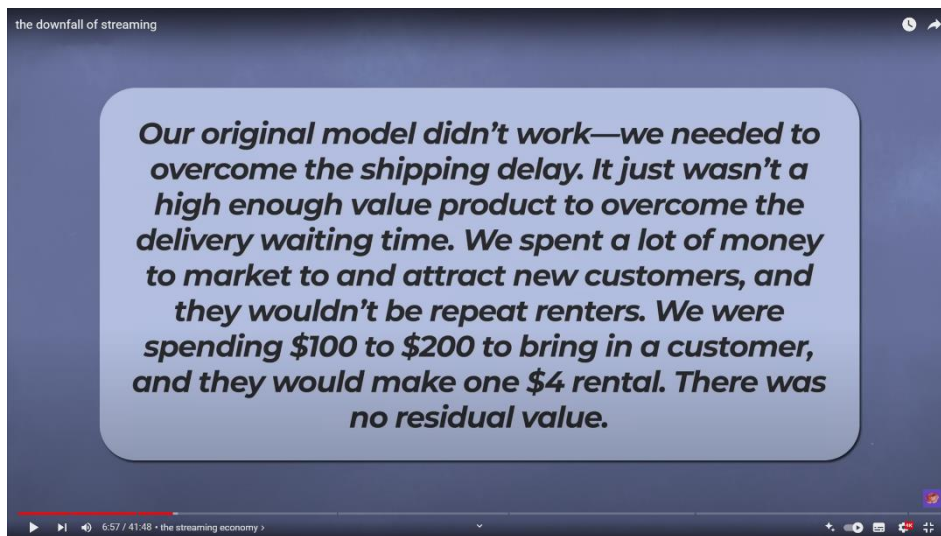 the downfall of streaming
Our original model didn’t work—we needed to
overcome the shipping delay. It just wasn’t a
high enough value product to overcome the
delivery waiting time. We spent a lot of money
to market to and attract new customers, and
they wouldn’t be repeat renters. We were
spending $100 to $200 to bring in a customer,
and they would make one $4 rental. There was
no residual value.
6:57 / 41:48 • the streaming economy ›
4K